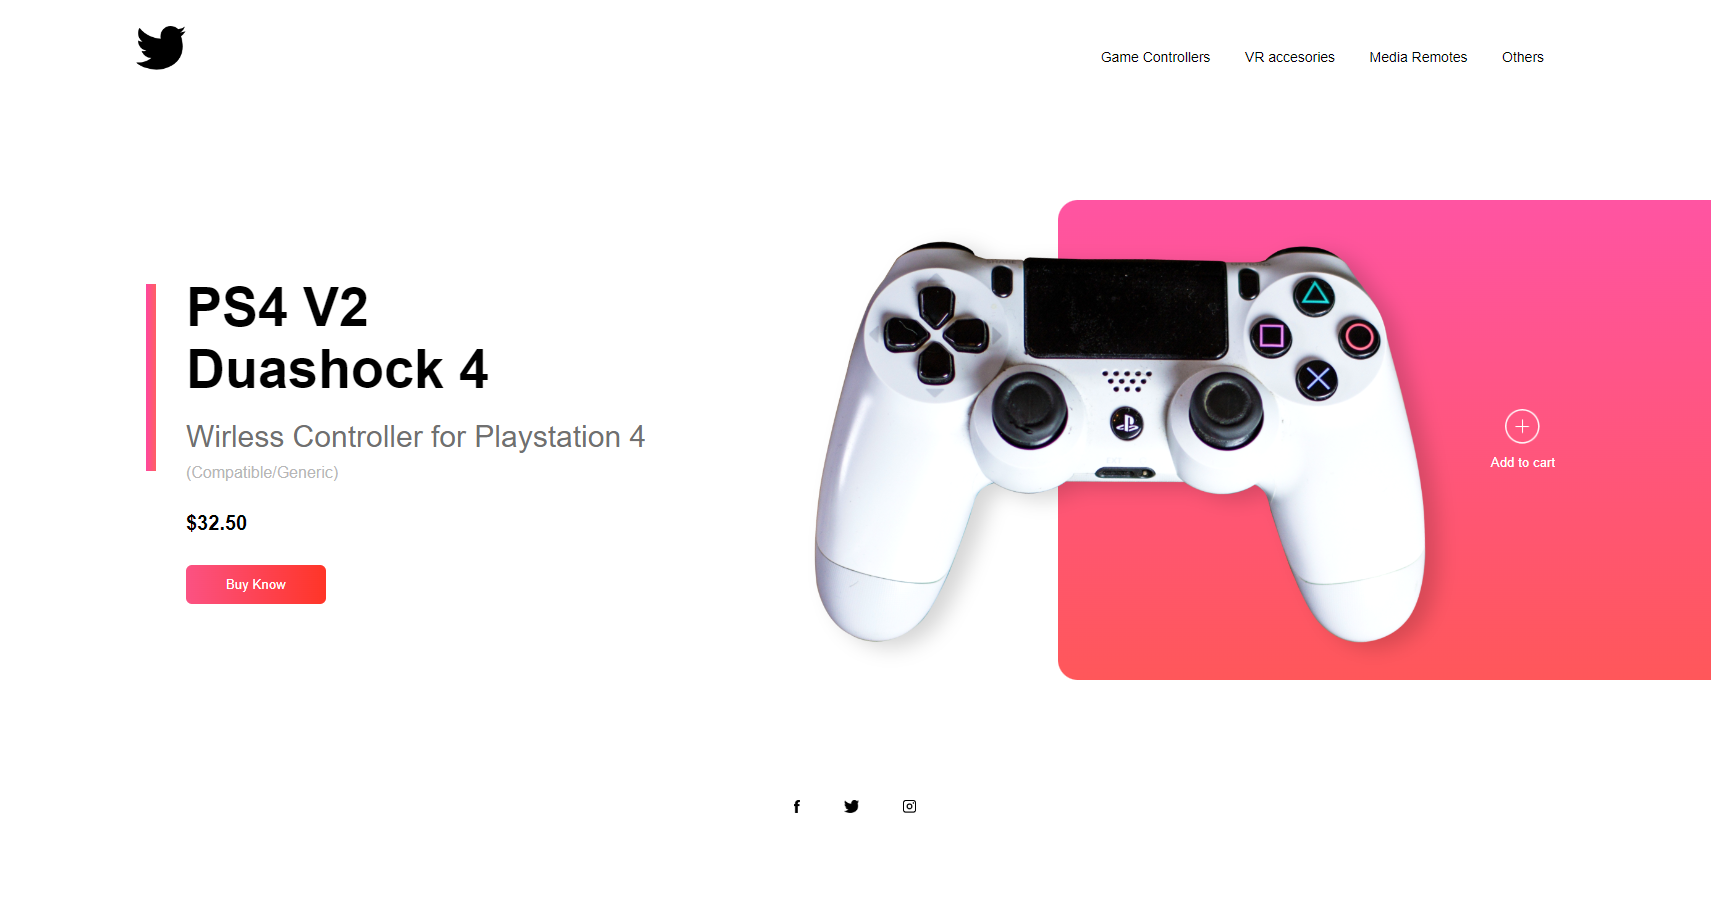 Game Controllers
VR accesories
Media Remotes
Others
PS4 V2
Duashock 4
Wirless Controller for Playstation 4
(Compatible/Generic)
$32.50
Buy Know
Add to cart